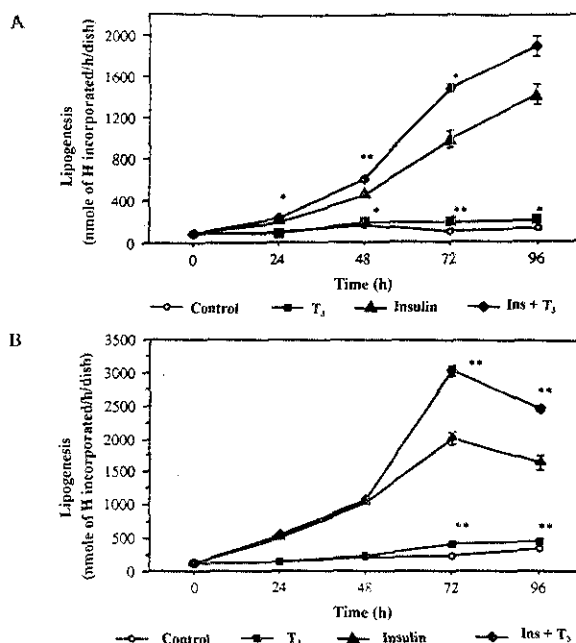 A
Lipogenesis
(nmole of H incorporated/h/dish)
2000
1600
1200
800
400
0
*
**
*
*
**
*
0 24 48 72 96
Time (h)
Control T₃ Insulin Ins + T₃
B
Lipogenesis
(nmole of H incorporated/h/dish)
3500
3000
2500
2000
1500
1000
500
0
**
**
**
**
0 24 48 72 96
Time (h)
Control T₃ Insulin Ins + T₃